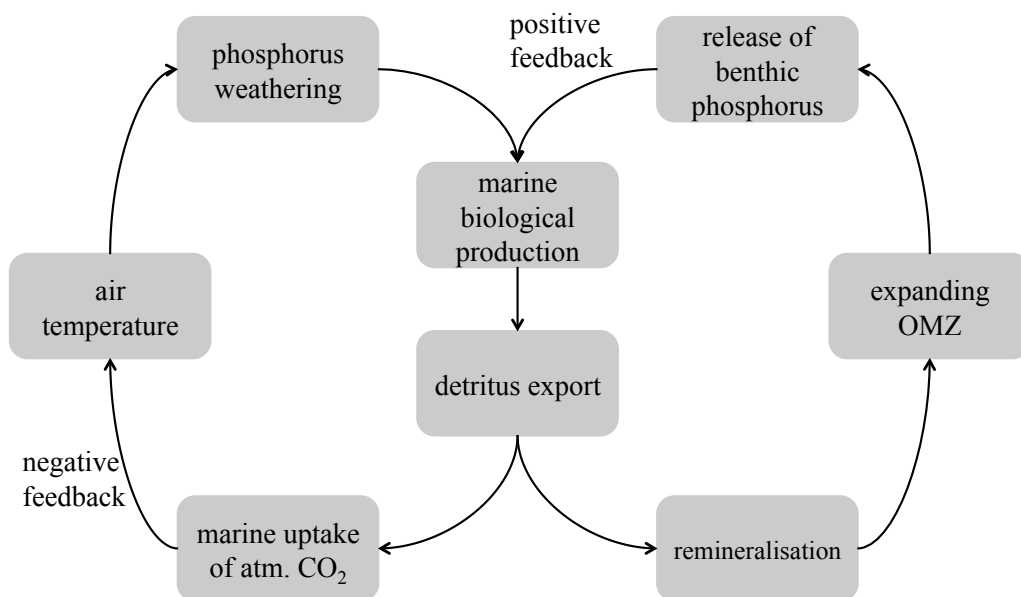 phosphorus
weathering
positive
feedback
release of
benthic
phosphorus
marine
biological
production
air
temperature
expanding
OMZ
detritus export
negative
feedback
marine uptake
of atm. CO₂
remineralisation